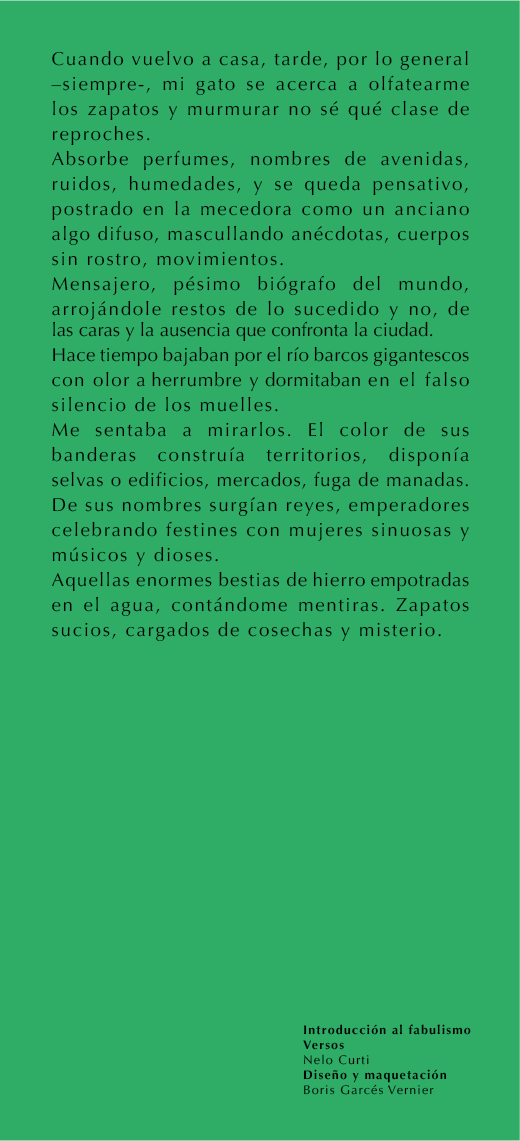 Cuando vuelvo a casa, tarde, por lo general
–siempre-, mi gato se acerca a olfatearme
los zapatos y murmurar no sé qué clase de
reproches.
Absorbe perfumes, nombres de avenidas,
ruidos, humedades, y se queda pensativo,
postrado en la mecedora como un anciano
algo difuso, mascullando anécdotas, cuerpos
sin rostro, movimientos.
Mensajero, pésimo biógrafo del mundo,
arrojándole restos de lo sucedido y no, de
las caras y la ausencia que confronta la ciudad.
Hace tiempo bajaban por el río barcos gigantescos
con olor a herrumbre y dormitaban en el falso
silencio de los muelles.
Me sentaba a mirarlos. El color de sus
banderas construía territorios, disponía
selvas o edificios, mercados, fuga de manadas.
De sus nombres surgían reyes, emperadores
celebrando festines con mujeres sinuosas y
músicos y dioses.
Aquellas enormes bestias de hierro empotradas
en el agua, contándome mentiras. Zapatos
sucios, cargados de cosechas y misterio.
Introducción al fabulismo
Versos
Nelo Curti
Diseño y maquetación
Boris Garcés Vernier